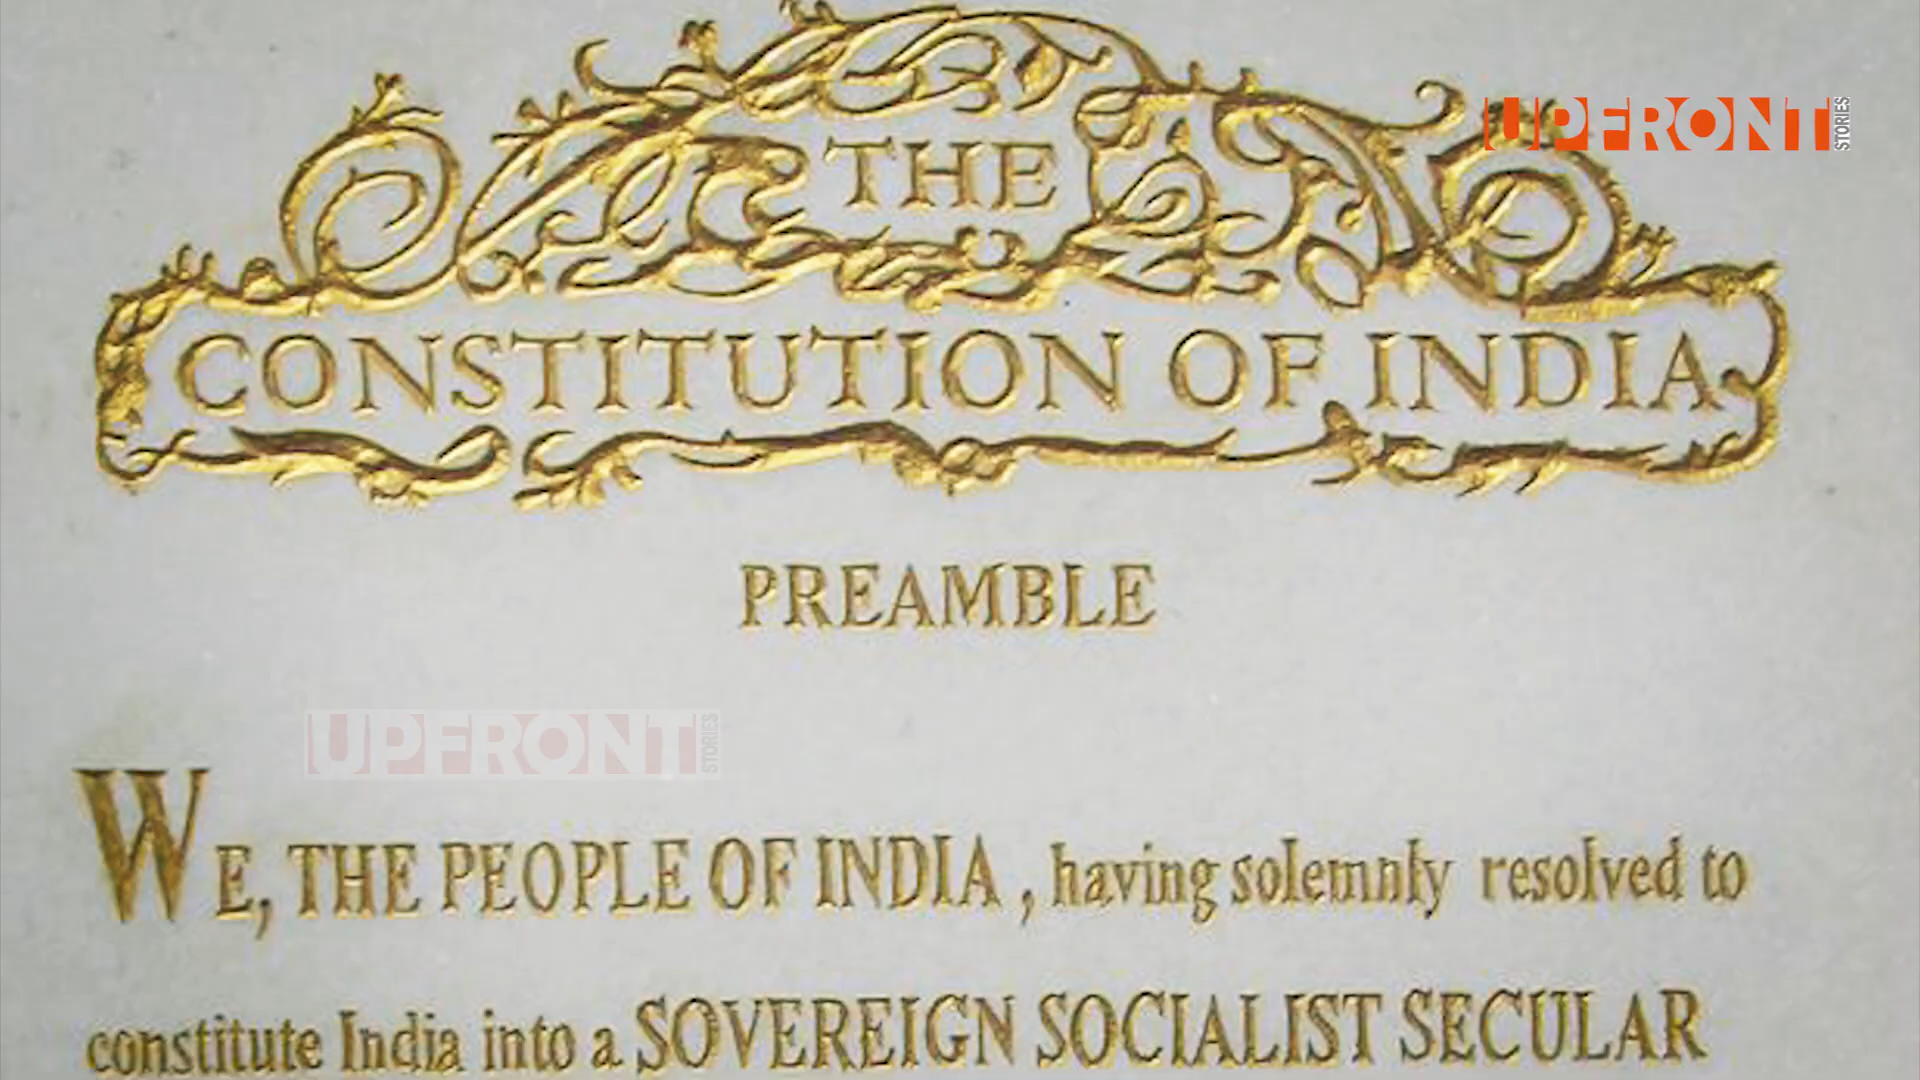 THE
UPFRONT STORIES
CONSTITUTION OF INDIA
PREAMBLE
UPFRONT STORIES
WE, THE PEOPLE OF INDIA , having solemnly resolved to
constitute India into a SOVEREIGN SOCIALIST SECULAR